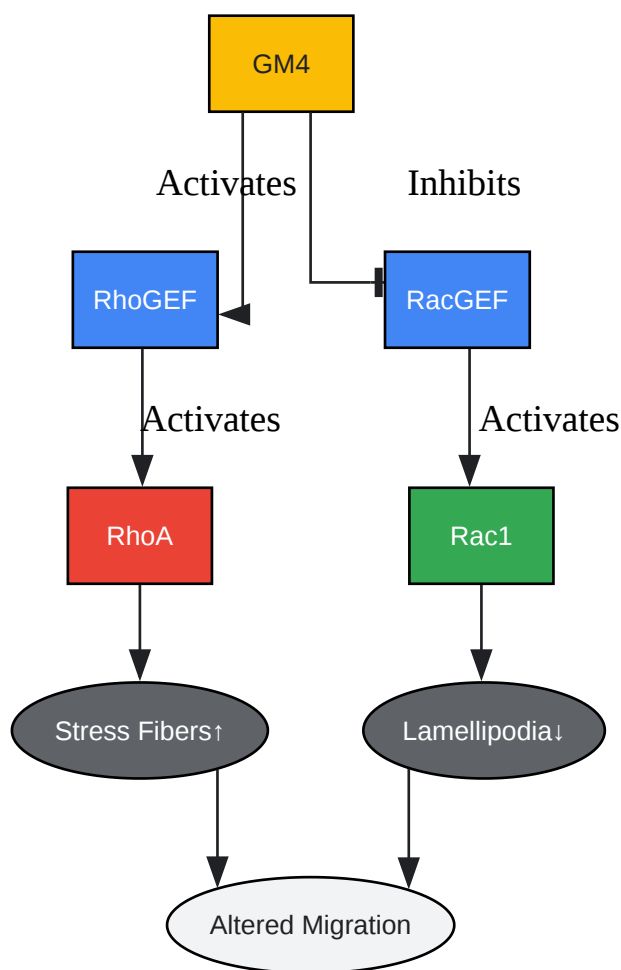 GM4
Activates
Inhibits
RhoGEF
RacGEF
Activates
Activates
RhoA
Rac1
Stress Fibers↑
Lamellipodia↓
Altered Migration